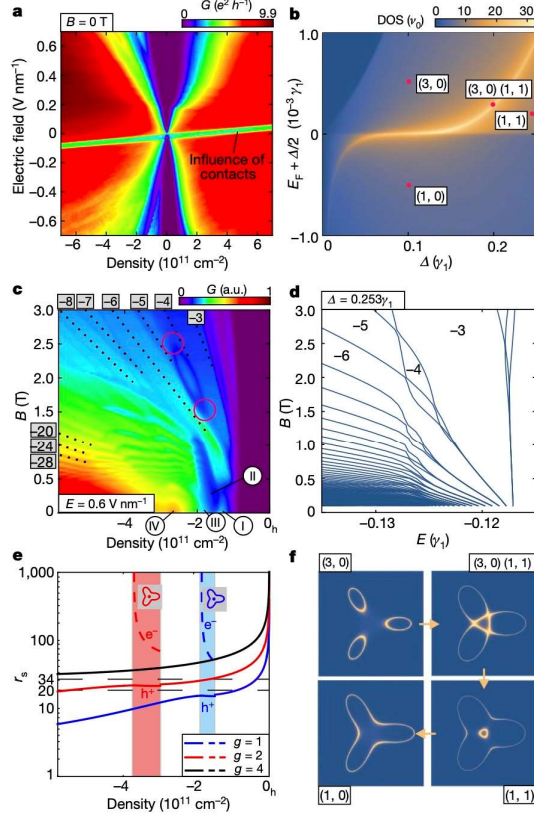 a
B = 0 T
G (e² h⁻¹)
0 9.9
Electric field (V nm⁻¹)
0.6
0.4
0.2
0
−0.2
−0.4
−0.6
Influence of
contacts
−6 −4 −2 0 2 4 6
Density (10¹¹ cm⁻²)
b
DOS (ν₀)
0 10 20 30
E_F + Δ/2 (10⁻³ γ₁)
1.0
0
−1.0
(3, 0)
(3, 0) (1, 1)
(1, 1)
(1, 0)
0 0.1 0.2
Δ (γ₁)
c
G (a.u.)
0 1
−8 −7 −6 −5 −4
−3
B (T)
3.0
2.5
2.0
1.5
1.0
0.5
0
−20
−24
−28
E = 0.6 V nm⁻¹
II
IV III I
−4 −2 0ₕ
Density (10¹¹ cm⁻²)
d
Δ = 0.253γ₁
B (T)
3.0
2.5
2.0
1.5
1.0
0.5
0
−5
−3
−6
−4
−0.13 −0.12
E (γ₁)
e
rₛ
1,000
100
34
20
10
1
e⁻ e⁻
h⁺ h⁺
g = 1
g = 2
g = 4
−4 −2 0ₕ
Density (10¹¹ cm⁻²)
f
(3, 0)
(3, 0) (1, 1)
(1, 0)
(1, 1)